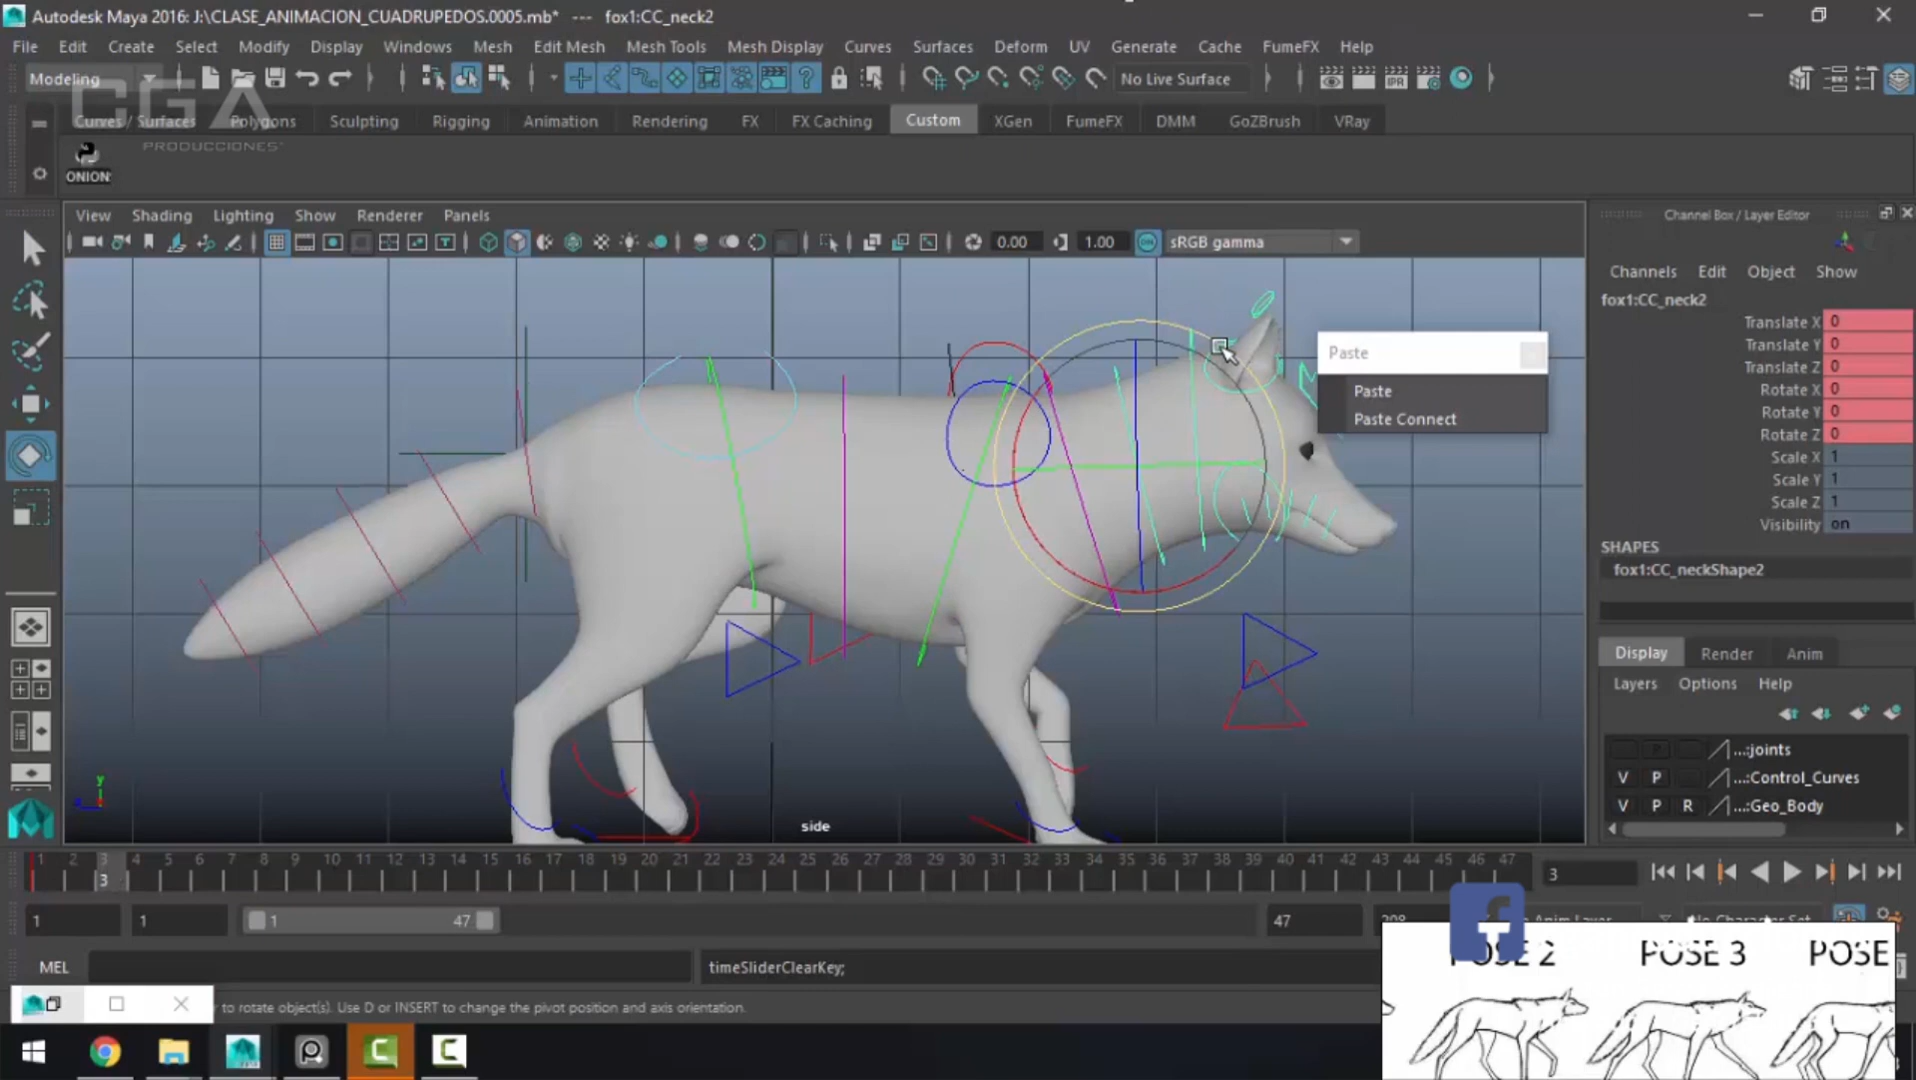 Autodesk Maya 2016: J:\CLASE_ANIMACION_CUADRUPEDOS.0005.mb* --- fox1:CC_neck2
File Edit Create Select Modify Display Windows Mesh Edit Mesh Mesh Tools Mesh Display Curves Surfaces Deform UV Generate Cache FumeFX Help
Modeling No Live Surface
CGA
PRODUCCIONES
Curves / Surfaces Polygons Sculpting Rigging Animation Rendering FX FX Caching Custom XGen FumeFX DMM GoZBrush VRay
ONION
View Shading Lighting Show Renderer Panels
0.00 1.00 ON sRGB gamma
Channel Box / Layer Editor
Channels Edit Object Show
fox1:CC_neck2
Translate X 0
Translate Y 0
Translate Z 0
Rotate X 0
Rotate Y 0
Rotate Z 0
Scale X 1
Scale Y 1
Scale Z 1
Visibility on
SHAPES
fox1:CC_neckShape2
Paste
Paste
Paste Connect
Display Render Anim
Layers Options Help
P ...:joints
V P ...:Control_Curves
V P R ...:Geo_Body
y
side
1 2 3 4 5 6 7 8 9 10 11 12 13 14 15 16 17 18 19 20 21 22 23 24 25 26 27 28 29 30 31 32 33 34 35 36 37 38 39 40 41 42 43 44 45 46 47
3
3
1 1 1 47 47
MEL timeSliderClearKey;
r to rotate object(s). Use D or INSERT to change the pivot position and axis orientation.
f
POSE 2 POSE 3 POSE